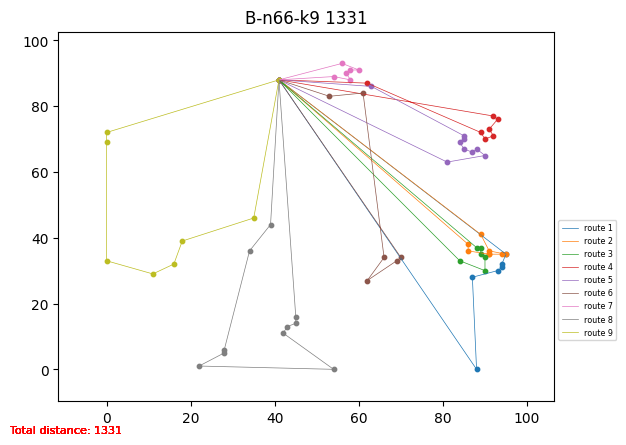 B-n66-k9 1331
100
80
60
40
20
0
0 20 40 60 80 100
route 1
route 2
route 3
route 4
route 5
route 6
route 7
route 8
route 9
Total distance: 1331